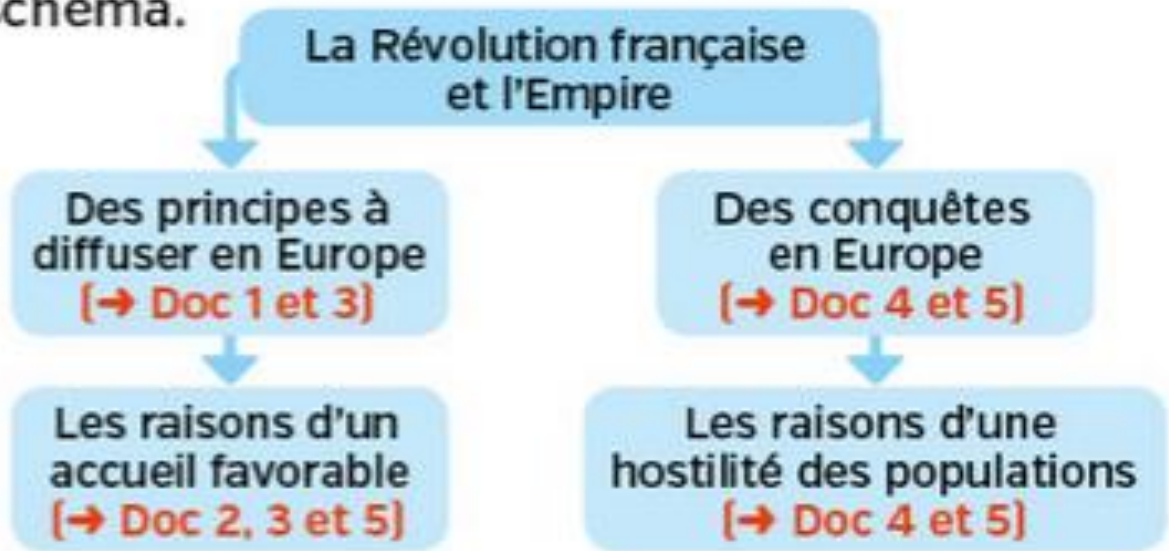 schéma.
La Révolution française
et l'Empire
Des principes à
diffuser en Europe
(➜ Doc 1 et 3)
Des conquêtes
en Europe
(➜ Doc 4 et 5)
Les raisons d'un
accueil favorable
(➜ Doc 2, 3 et 5)
Les raisons d'une
hostilité des populations
(➜ Doc 4 et 5)